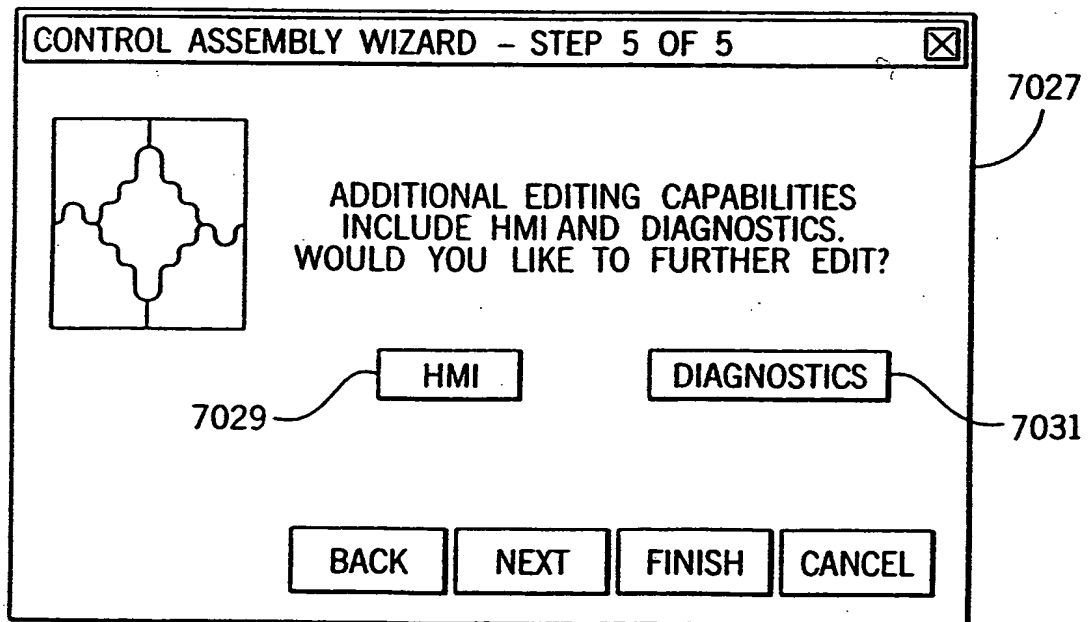 CONTROL ASSEMBLY WIZARD – STEP 5 OF 5
7027
ADDITIONAL EDITING CAPABILITIES
INCLUDE HMI AND DIAGNOSTICS.
WOULD YOU LIKE TO FURTHER EDIT?
HMI
DIAGNOSTICS
7029
7031
BACK
NEXT
FINISH
CANCEL